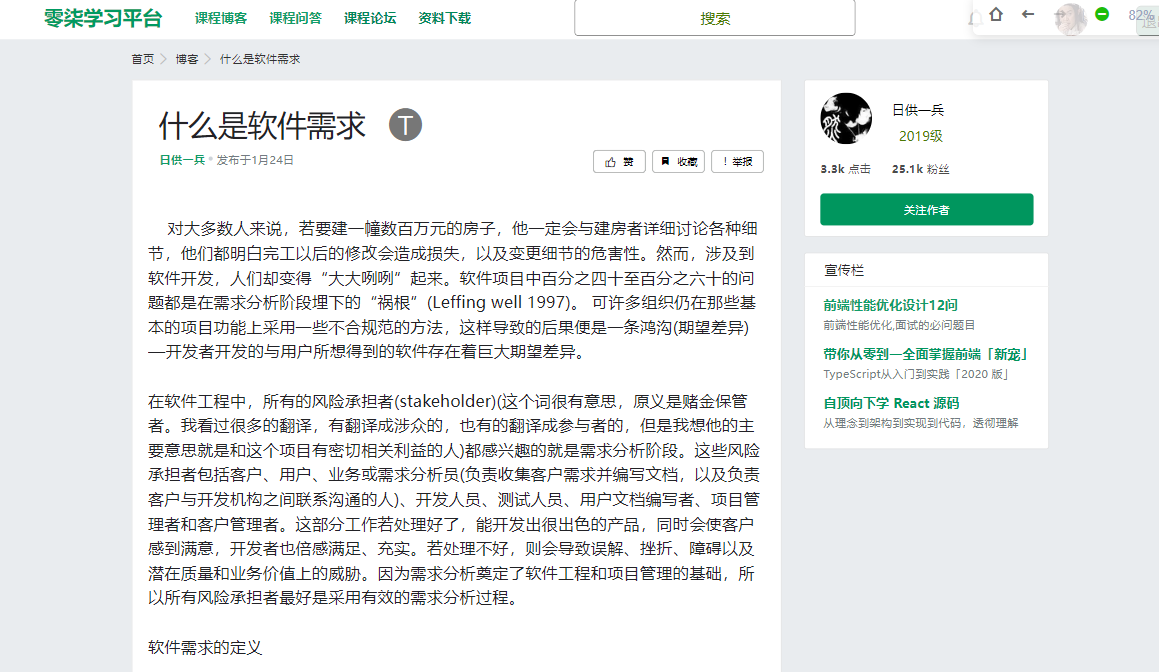 零柒学习平台 课程博客 课程问答 课程论坛 资料下载 搜索 82%
首页 博客 什么是软件需求
什么是软件需求 T
日供一兵 发布于1月24日
赞 收藏 ! 举报
对大多数人来说，若要建一幢数百万元的房子，他一定会与建房者详细讨论各种细
节，他们都明白完工以后的修改会造成损失，以及变更细节的危害性。然而，涉及到
软件开发，人们却变得“大大咧咧”起来。软件项目中百分之四十至百分之六十的问
题都是在需求分析阶段埋下的“祸根”(Leffing well 1997)。 可许多组织仍在那些基
本的项目功能上采用一些不合规范的方法，这样导致的后果便是一条鸿沟(期望差异)
—开发者开发的与用户所想得到的软件存在着巨大期望差异。
在软件工程中，所有的风险承担者(stakeholder)(这个词很有意思，原义是赌金保管
者。我看过很多的翻译，有翻译成涉众的，也有的翻译成参与者的，但是我想他的主
要意思就是和这个项目有密切相关利益的人)都感兴趣的就是需求分析阶段。这些风险
承担者包括客户、用户、业务或需求分析员(负责收集客户需求并编写文档，以及负责
客户与开发机构之间联系沟通的人)、开发人员、测试人员、用户文档编写者、项目管
理者和客户管理者。这部分工作若处理好了，能开发出很出色的产品，同时会使客户
感到满意，开发者也倍感满足、充实。若处理不好，则会导致误解、挫折、障碍以及
潜在质量和业务价值上的威胁。因为需求分析奠定了软件工程和项目管理的基础，所
以所有风险承担者最好是采用有效的需求分析过程。
软件需求的定义
日供一兵
2019级
3.3k 点击 25.1k 粉丝
关注作者
宣传栏
前端性能优化设计12问
前端性能优化,面试的必问题目
带你从零到一全面掌握前端「新宠」
TypeScript从入门到实践「2020 版」
自顶向下学 React 源码
从理念到架构到实现到代码，透彻理解